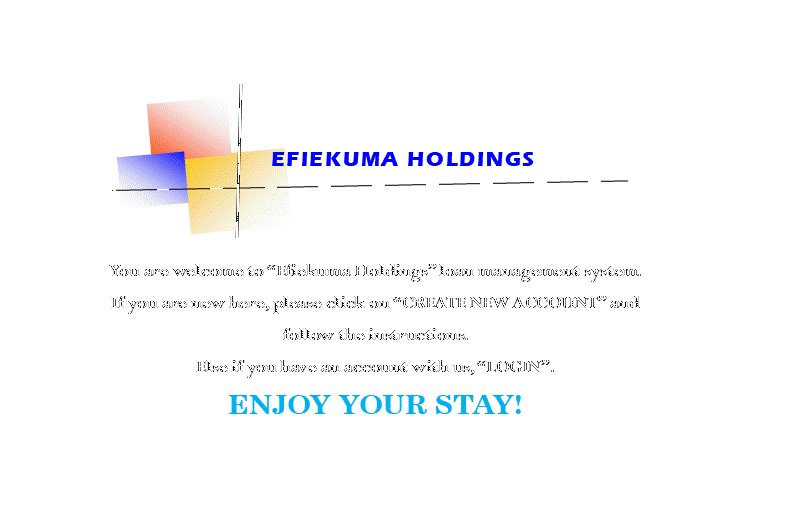 EFIEKUMA HOLDINGS
You are welcome to “Efiekuma Holdings” loan management system.
If you are new here, please click on “CREATE NEW ACCOUNT” and
follow the instructions.
Else if you have an account with us, “LOGIN”.
ENJOY YOUR STAY!